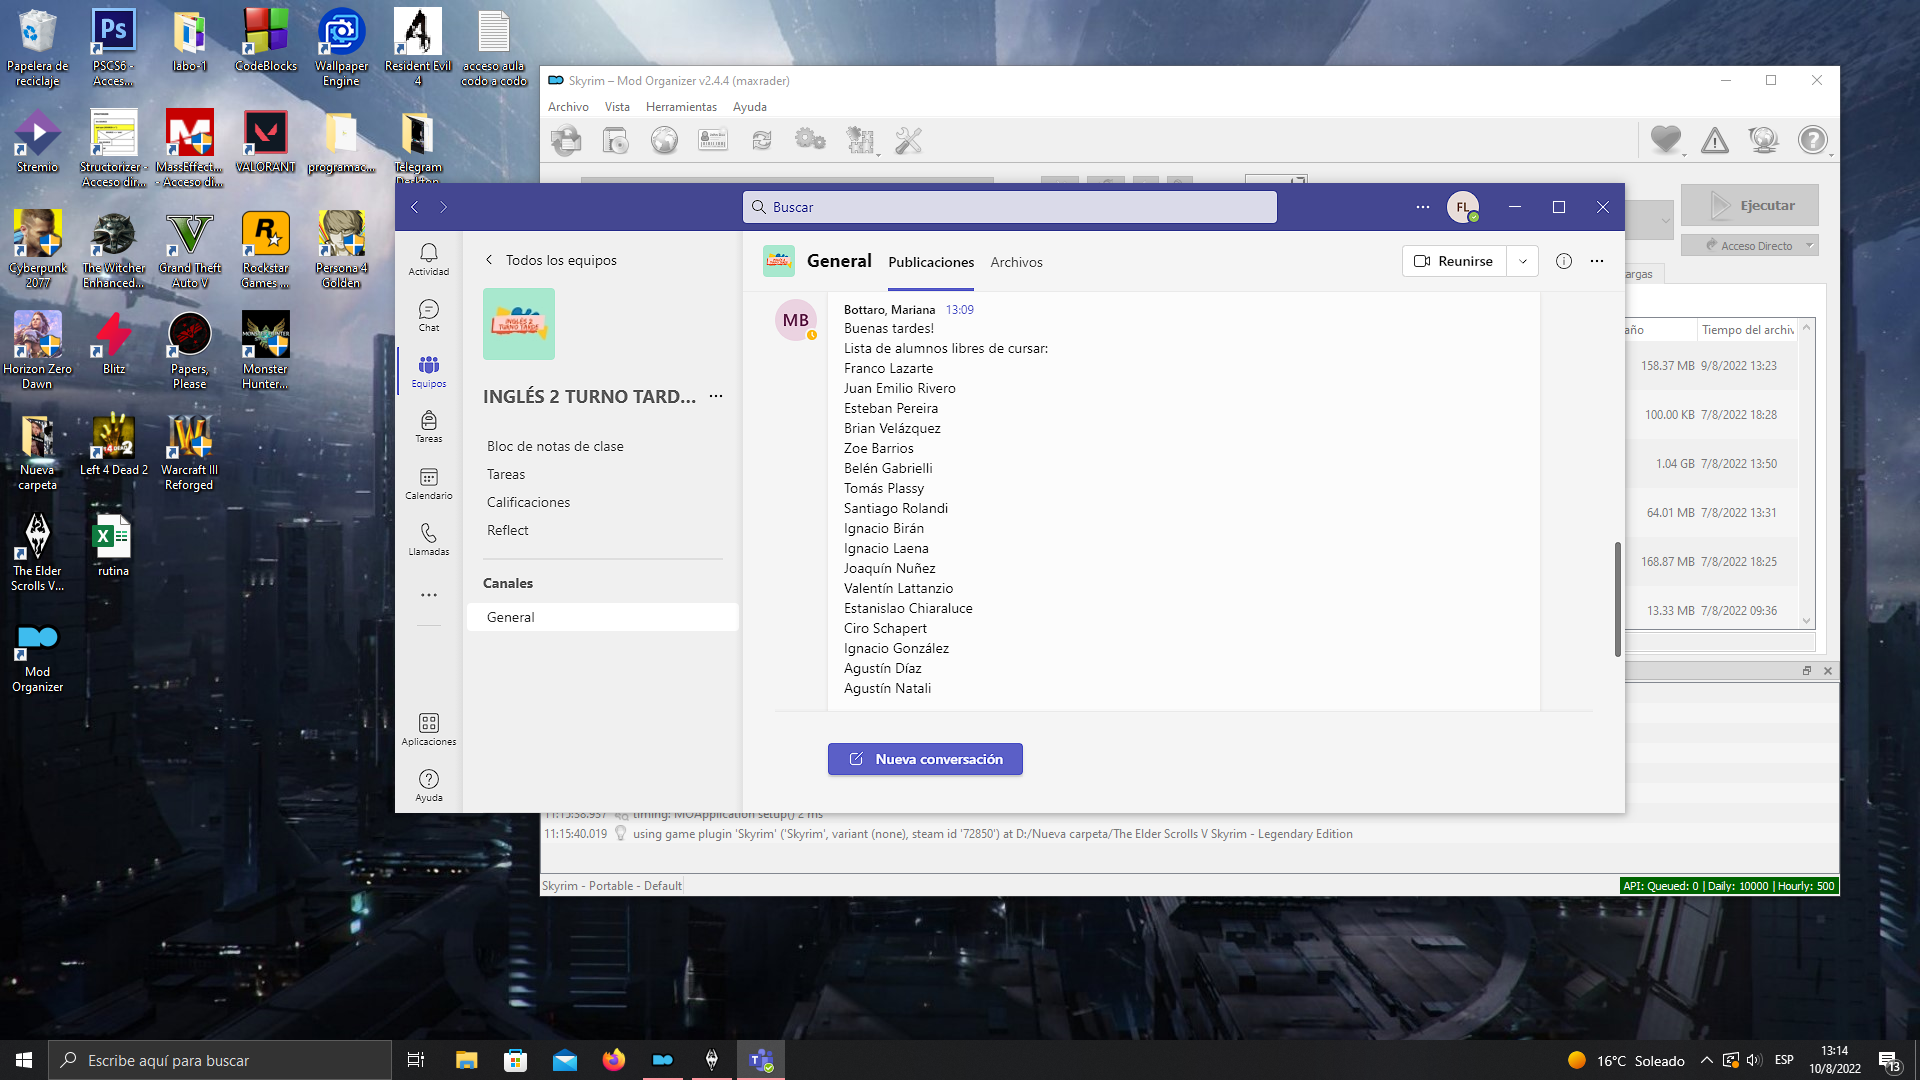 Papelera de reciclaje
PSCS6 - Acces...
labo-1
CodeBlocks
Wallpaper Engine
Resident Evil 4
acceso aula codo a codo
Stremio
Structorizer - Acceso dir...
MassEffect... - Acceso di...
VALORANT
programac...
Telegram Desktop
Cyberpunk 2077
The Witcher Enhanced...
Grand Theft Auto V
Rockstar Games ...
Persona 4 Golden
Horizon Zero Dawn
Blitz
Papers, Please
Monster Hunter...
Nueva carpeta
Left 4 Dead 2
Warcraft III Reforged
The Elder Scrolls V...
rutina
Mod Organizer
Skyrim – Mod Organizer v2.4.4 (maxrader)
Archivo Vista Herramientas Ayuda
Ejecutar
Acceso Directo
argas
año Tiempo del archiv
158.37 MB 9/8/2022 13:23
100.00 KB 7/8/2022 18:28
1.04 GB 7/8/2022 13:50
64.01 MB 7/8/2022 13:31
168.87 MB 7/8/2022 18:25
13.33 MB 7/8/2022 09:36
Buscar
FL
Actividad
Chat
Equipos
Tareas
Calendario
Llamadas
Aplicaciones
Ayuda
Todos los equipos
INGLÉS 2 TURNO TARDE
INGLÉS 2 TURNO TARD...
Bloc de notas de clase
Tareas
Calificaciones
Reflect
Canales
General
General Publicaciones Archivos
Reunirse
MB
Bottaro, Mariana 13:09
Buenas tardes!
Lista de alumnos libres de cursar:
Franco Lazarte
Juan Emilio Rivero
Esteban Pereira
Brian Velázquez
Zoe Barrios
Belén Gabrielli
Tomás Plassy
Santiago Rolandi
Ignacio Birán
Ignacio Laena
Joaquín Nuñez
Valentín Lattanzio
Estanislao Chiaraluce
Ciro Schapert
Ignacio González
Agustín Díaz
Agustín Natali
Nueva conversación
11:15:38.937 timing: MOApplication setup() 2 ms
11:15:40.019 using game plugin 'Skyrim' ('Skyrim', variant (none), steam id '72850') at D:/Nueva carpeta/The Elder Scrolls V Skyrim - Legendary Edition
Skyrim - Portable - Default
API: Queued: 0 | Daily: 10000 | Hourly: 500
Escribe aquí para buscar
16°C Soleado
ESP
13:14
10/8/2022
13